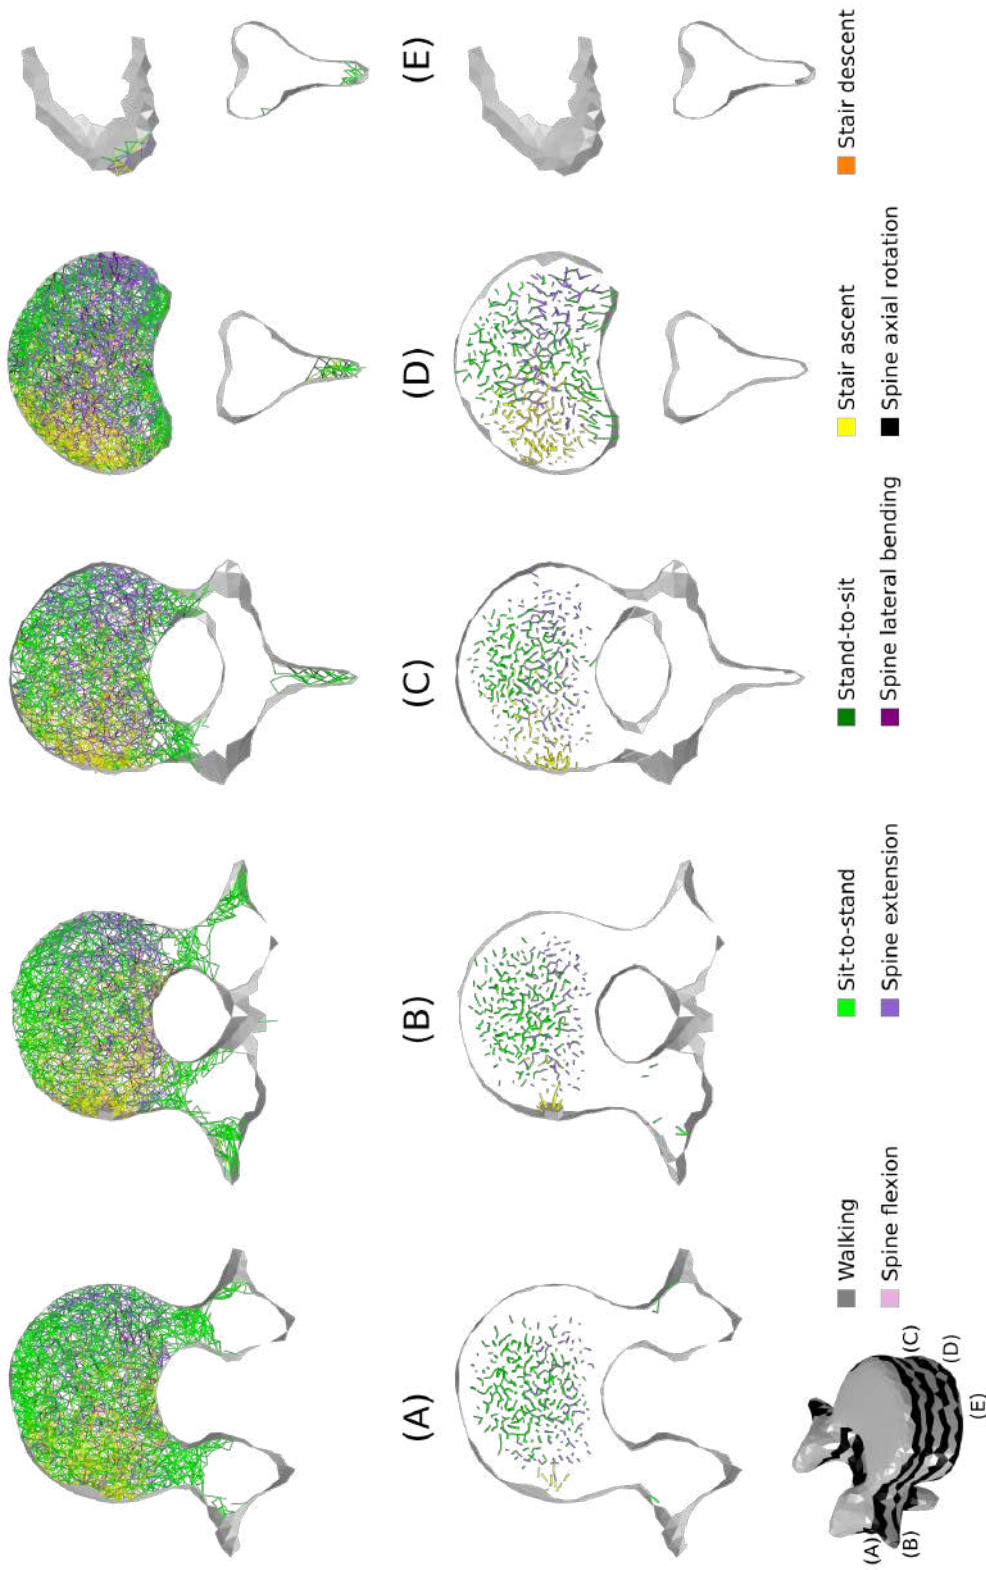 (A) (B) (C) (D) (E)
(A)
(B)
(C)
(D)
(E)
Walking Sit-to-stand Stand-to-sit Stair ascent Stair descent
Spine flexion Spine extension Spine lateral bending Spine axial rotation